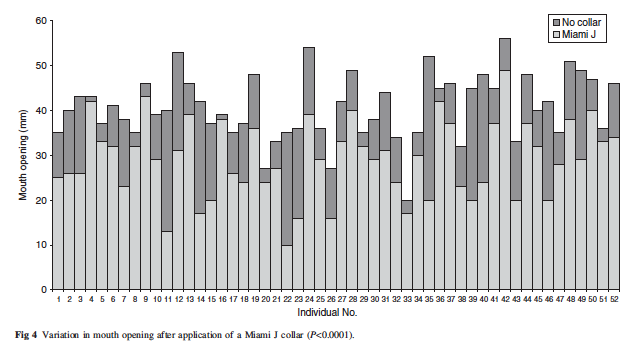 60
No collar
Miami J
50
40
30
20
10
0
Mouth opening (mm)
1 2 3 4 5 6 7 8 9 10 11 12 13 14 15 16 17 18 19 20 21 22 23 24 25 26 27 28 29 30 31 32 33 34 35 36 37 38 39 40 41 42 43 44 45 46 47 48 49 50 51 52
Individual No.
Fig 4 Variation in mouth opening after application of a Miami J collar (P<0.0001).